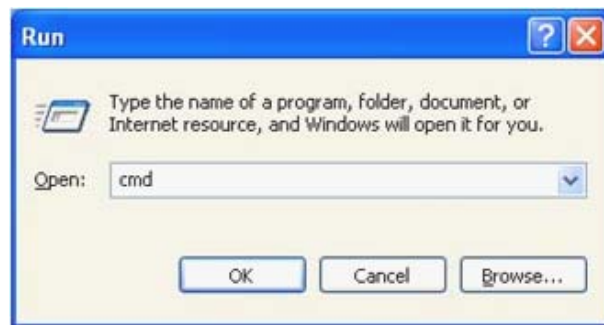 Run
?
Type the name of a program, folder, document, or
Internet resource, and Windows will open it for you.
Open: cmd
OK Cancel Browse...